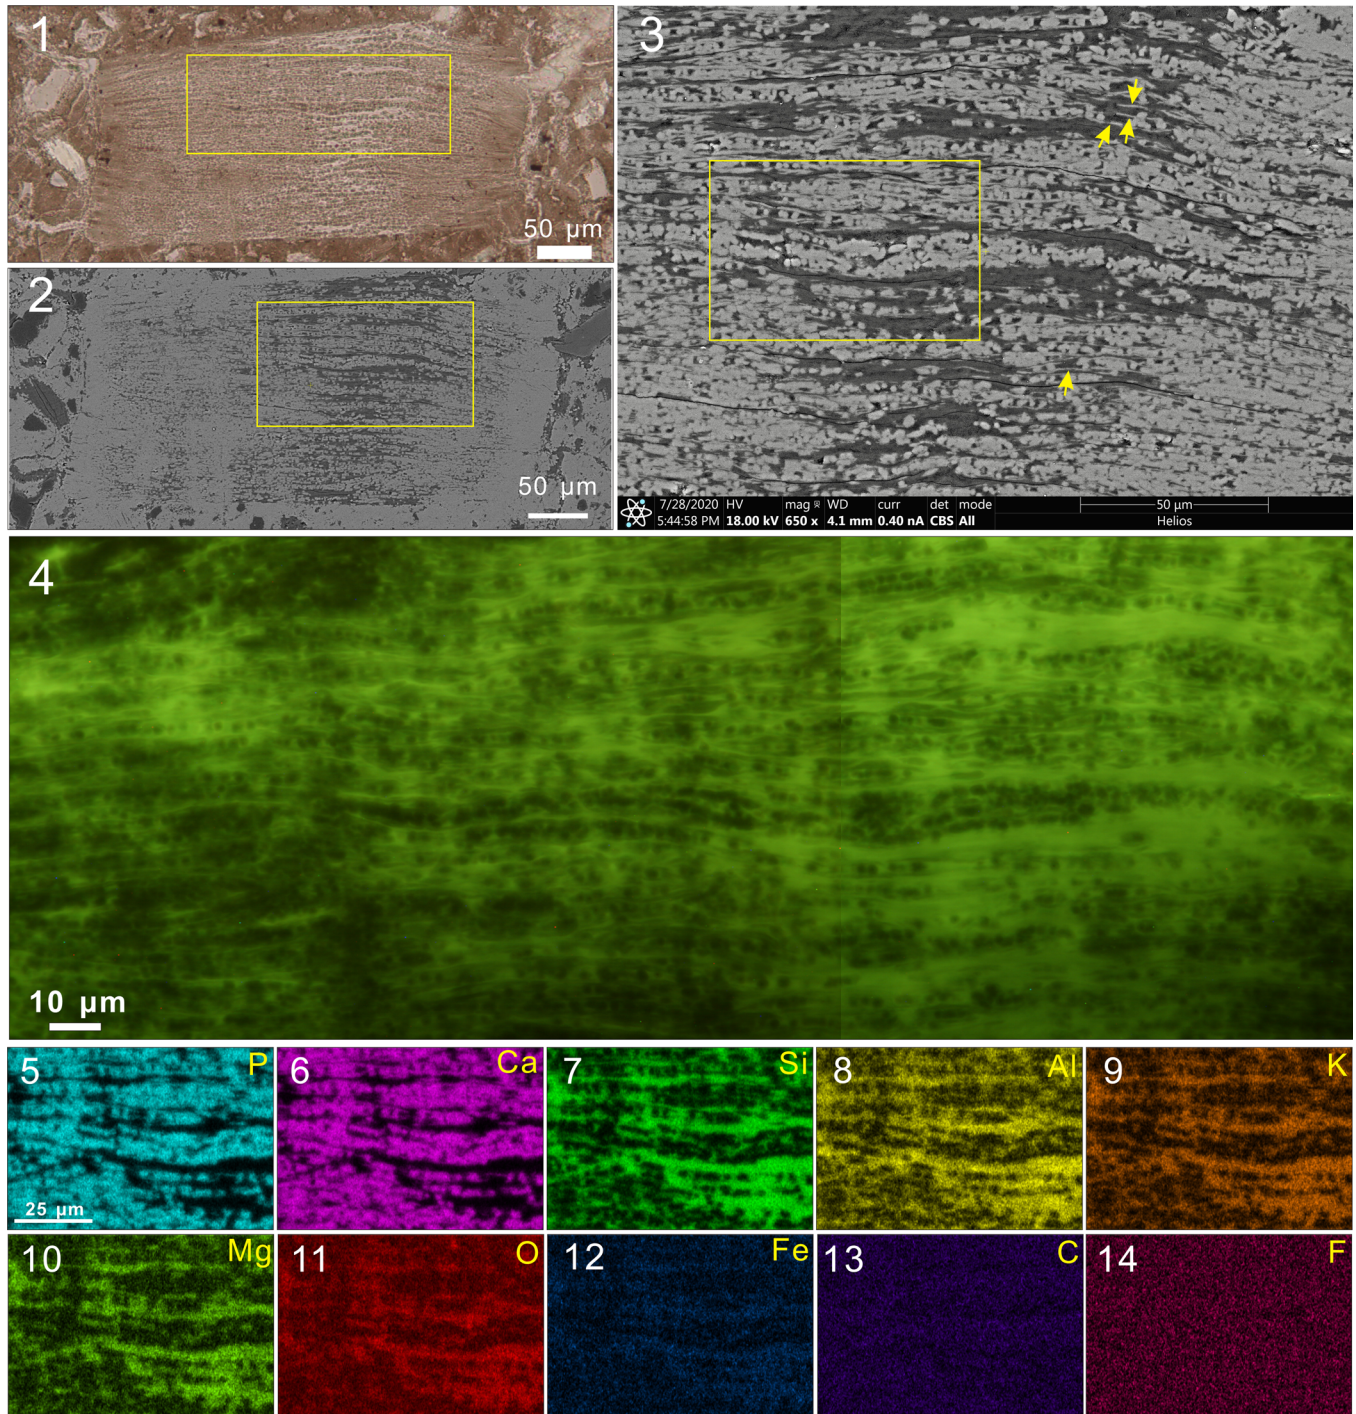 1
50 µm
2
50 µm
3
7/28/2020 HV mag WD curr det mode 50 µm
5:44:58 PM 18.00 kV 650 x 4.1 mm 0.40 nA CBS All Helios
4
10 µm
5 P 6 Ca 7 Si 8 Al 9 K
25 µm
10 Mg 11 O 12 Fe 13 C 14 F